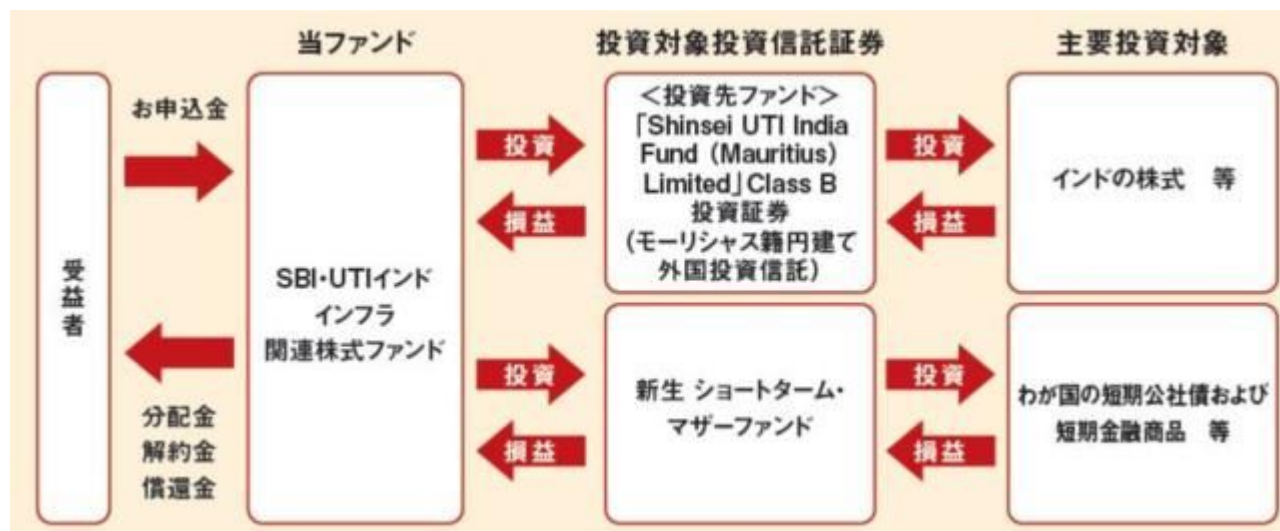 当ファンド
投資対象投資信託証券
主要投資対象
受益者
お申込金
分配金
解約金
償還金
SBI・UTIインド
インフラ
関連株式ファンド
投資
損益
<投資先ファンド>
「Shinsei UTI India
Fund (Mauritius)
Limited」Class B
投資証券
(モーリシャス籍円建て
外国投資信託)
投資
損益
インドの株式 等
投資
損益
新生 ショートターム・
マザーファンド
投資
損益
わが国の短期公社債および
短期金融商品 等